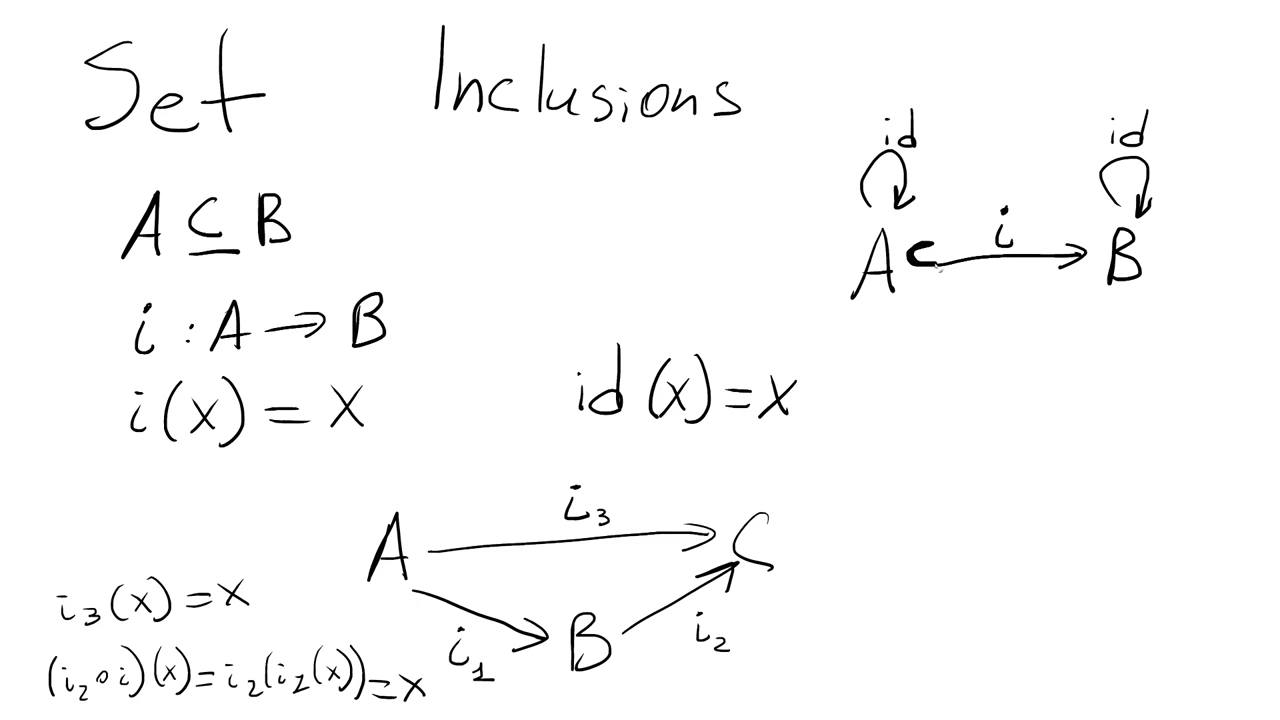 Set Inclusions
id id
A ⊆ B
A i B
i : A → B
i(x) = x
id(x) = x
i₃
A C
i₃(x) = x
B i₂
i₁
(i₂∘i)(x) = i₂(i₂(x)) = x